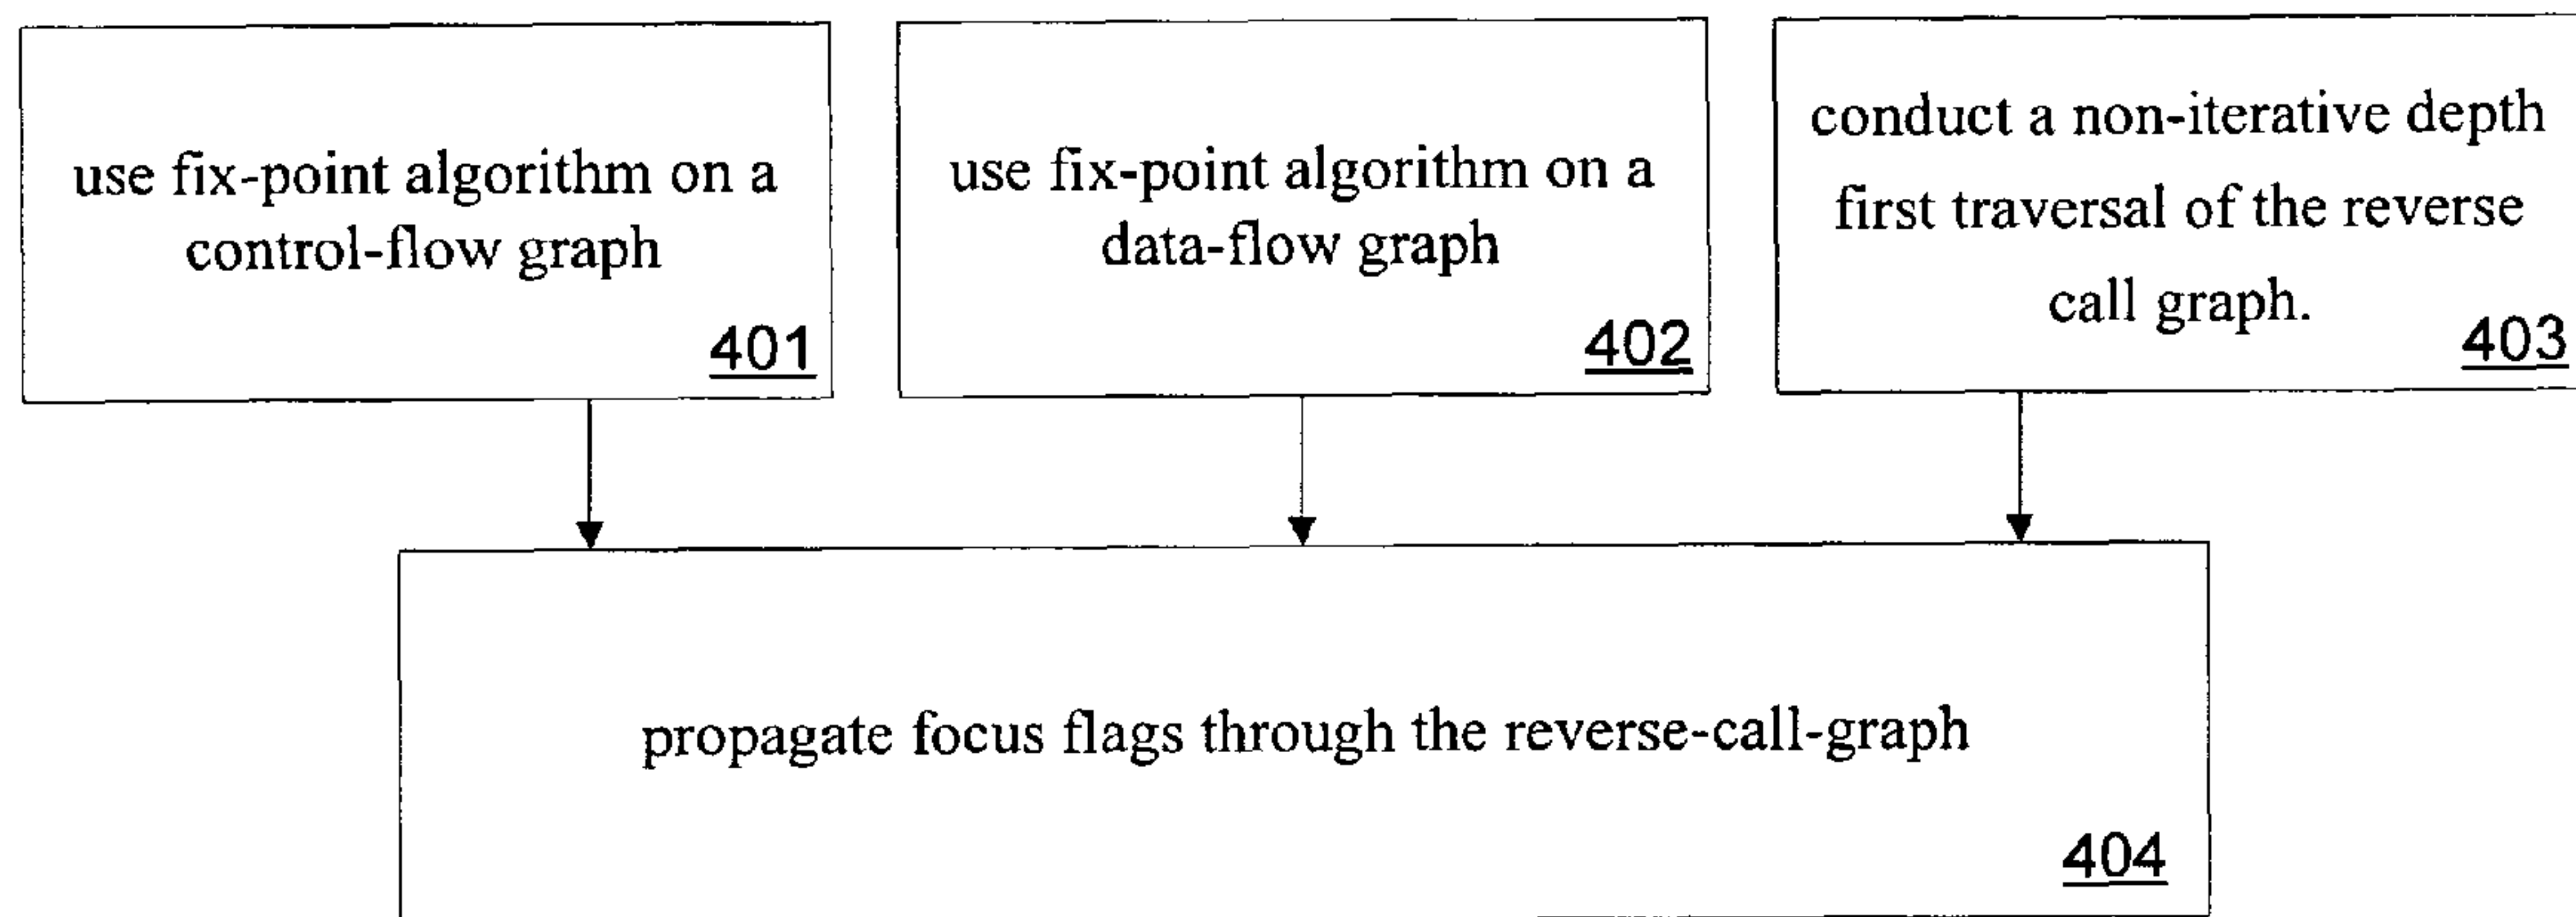 use fix-point algorithm on a
control-flow graph
401
use fix-point algorithm on a
data-flow graph
402
conduct a non-iterative depth
first traversal of the reverse
call graph.
403
propagate focus flags through the reverse-call-graph
404